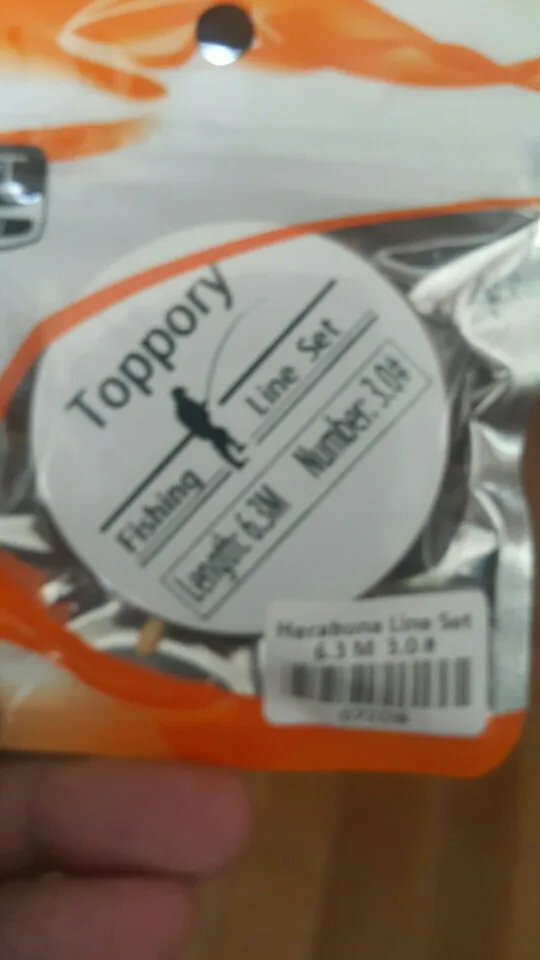 Toppory
Fishing Line Set
Length: 6.3M Number: 3.0#
Herabuna Line Set
6.3 M 3.0#